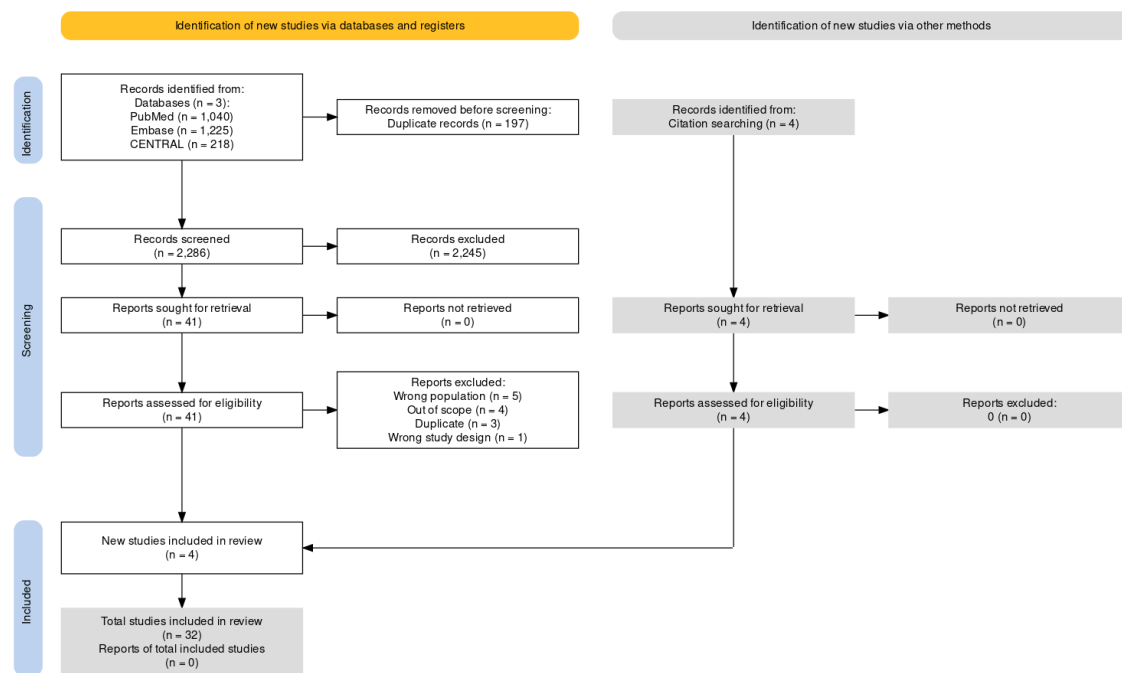 Identification of new studies via databases and registers
Identification of new studies via other methods
Identification
Records identified from:
Databases (n = 3):
PubMed (n = 1,040)
Embase (n = 1,225)
CENTRAL (n = 218)
Records removed before screening:
Duplicate records (n = 197)
Records identified from:
Citation searching (n = 4)
Screening
Records screened
(n = 2,286)
Records excluded
(n = 2,245)
Reports sought for retrieval
(n = 41)
Reports not retrieved
(n = 0)
Reports sought for retrieval
(n = 4)
Reports not retrieved
(n = 0)
Reports assessed for eligibility
(n = 41)
Reports excluded:
Wrong population (n = 5)
Out of scope (n = 4)
Duplicate (n = 3)
Wrong study design (n = 1)
Reports assessed for eligibility
(n = 4)
Reports excluded:
0 (n = 0)
Included
New studies included in review
(n = 4)
Total studies included in review
(n = 32)
Reports of total included studies
(n = 0)